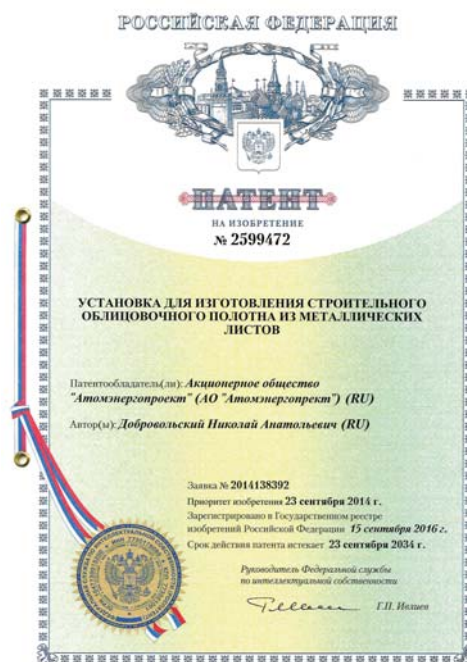 РОССИЙСКАЯ ФЕДЕРАЦИЯ
ПАТЕНТ
НА ИЗОБРЕТЕНИЕ
№ 2599472
УСТАНОВКА ДЛЯ ИЗГОТОВЛЕНИЯ СТРОИТЕЛЬНОГО
ОБЛИЦОВОЧНОГО ПОЛОТНА ИЗ МЕТАЛЛИЧЕСКИХ
ЛИСТОВ
Патентообладатель(ли): Акционерное общество
"Атомэнергопроект" (АО "Атомэнергопрект") (RU)
Автор(ы): Добровольский Николай Анатольевич (RU)
Заявка № 2014138392
Приоритет изобретения 23 сентября 2014 г.
Зарегистрировано в Государственном реестре
изобретений Российской Федерации 15 сентября 2016 г.
Срок действия патента истекает 23 сентября 2034 г.
Руководитель Федеральной службы
по интеллектуальной собственности
Г.П. Ивлиев